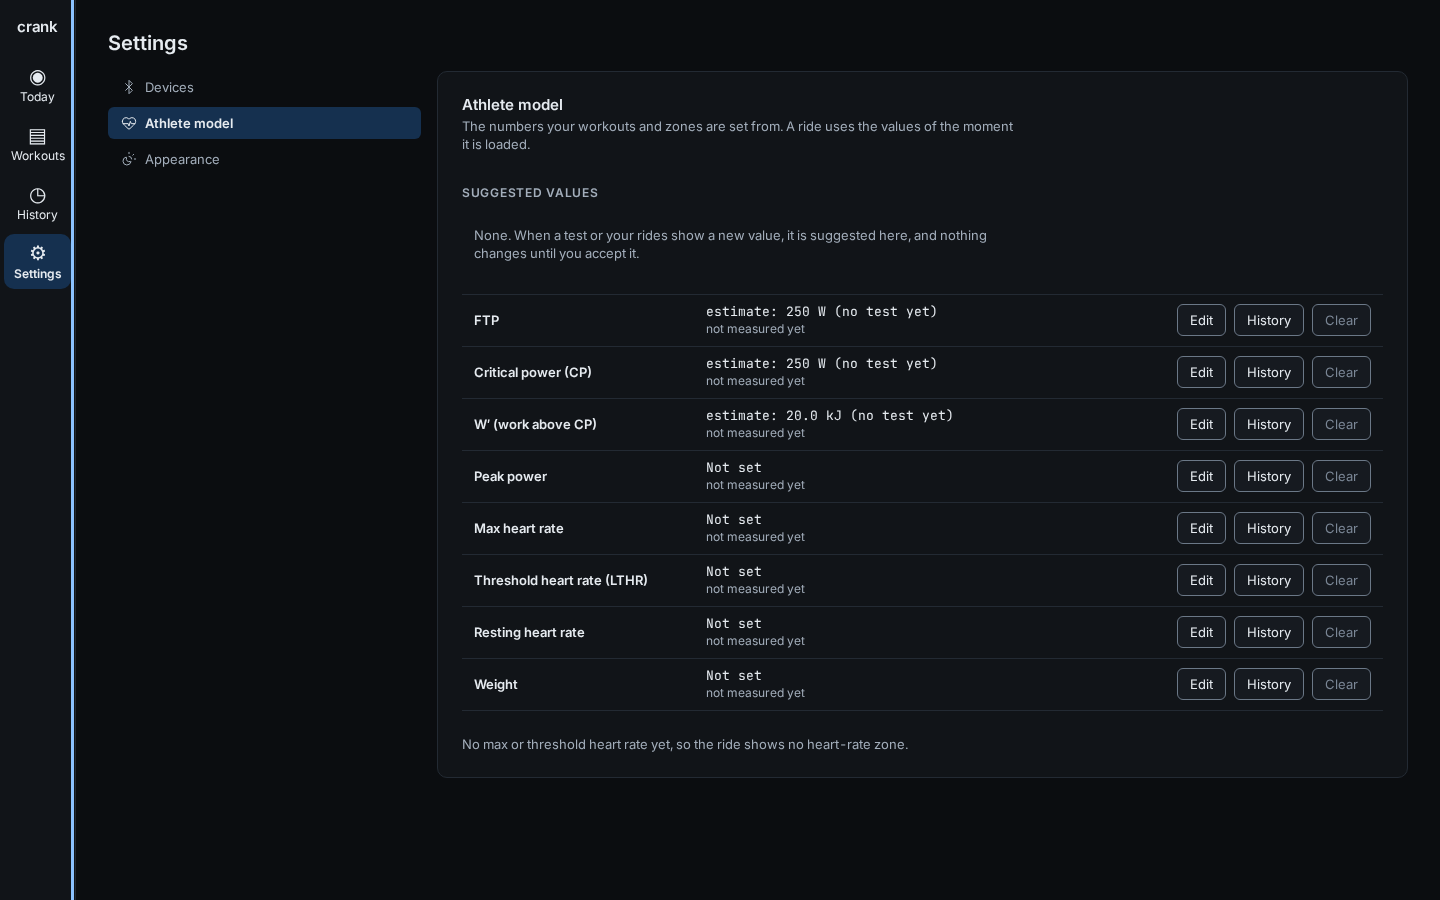 crank
Today
Workouts
History
Settings
Settings
Devices
Athlete model
Appearance
Athlete model
The numbers your workouts and zones are set from. A ride uses the values of the moment
it is loaded.
SUGGESTED VALUES
None. When a test or your rides show a new value, it is suggested here, and nothing
changes until you accept it.
FTP
estimate: 250 W (no test yet)
not measured yet
Edit
History
Clear
Critical power (CP)
estimate: 250 W (no test yet)
not measured yet
Edit
History
Clear
W′ (work above CP)
estimate: 20.0 kJ (no test yet)
not measured yet
Edit
History
Clear
Peak power
Not set
not measured yet
Edit
History
Clear
Max heart rate
Not set
not measured yet
Edit
History
Clear
Threshold heart rate (LTHR)
Not set
not measured yet
Edit
History
Clear
Resting heart rate
Not set
not measured yet
Edit
History
Clear
Weight
Not set
not measured yet
Edit
History
Clear
No max or threshold heart rate yet, so the ride shows no heart-rate zone.